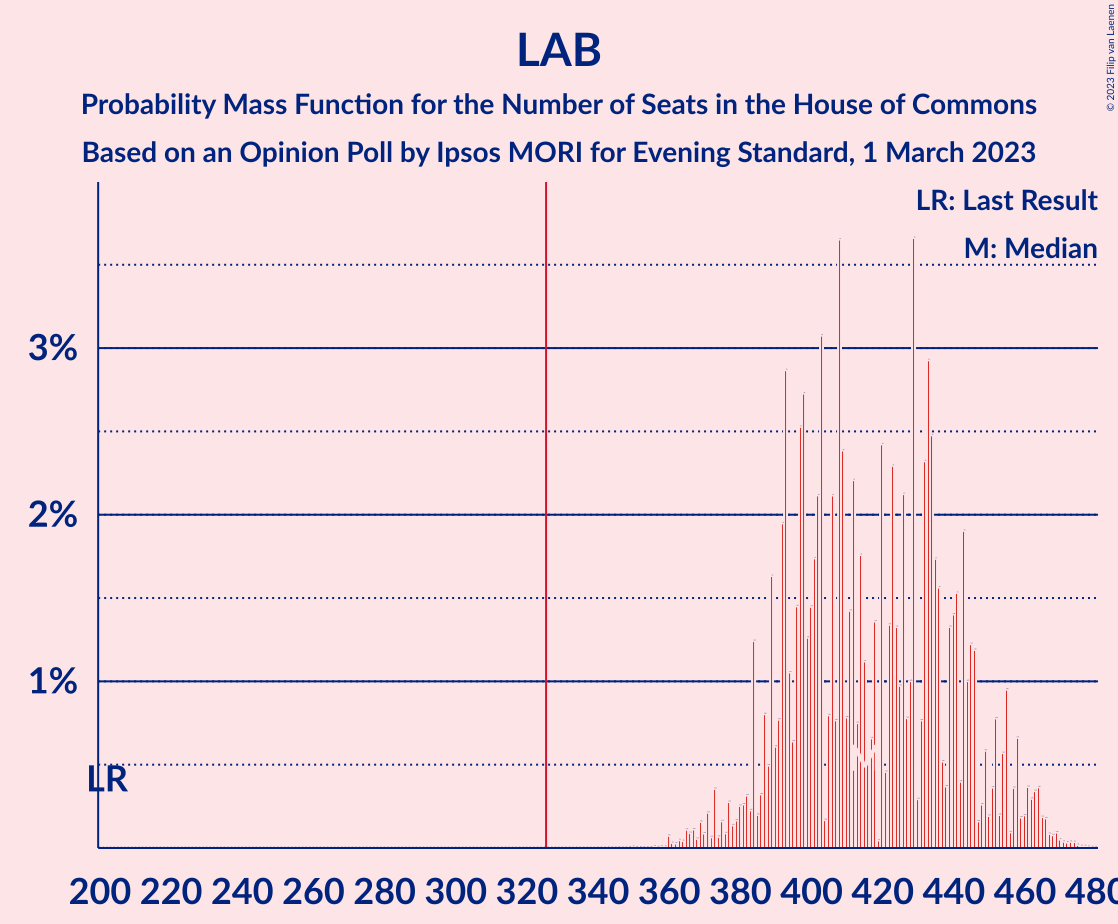 LAB
Probability Mass Function for the Number of Seats in the House of Commons
Based on an Opinion Poll by Ipsos MORI for Evening Standard, 1 March 2023
© 2023 Filip van Laenen
LR: Last Result
M: Median
3%
2%
1%
LR
M
200 220 240 260 280 300 320 340 360 380 400 420 440 460 480